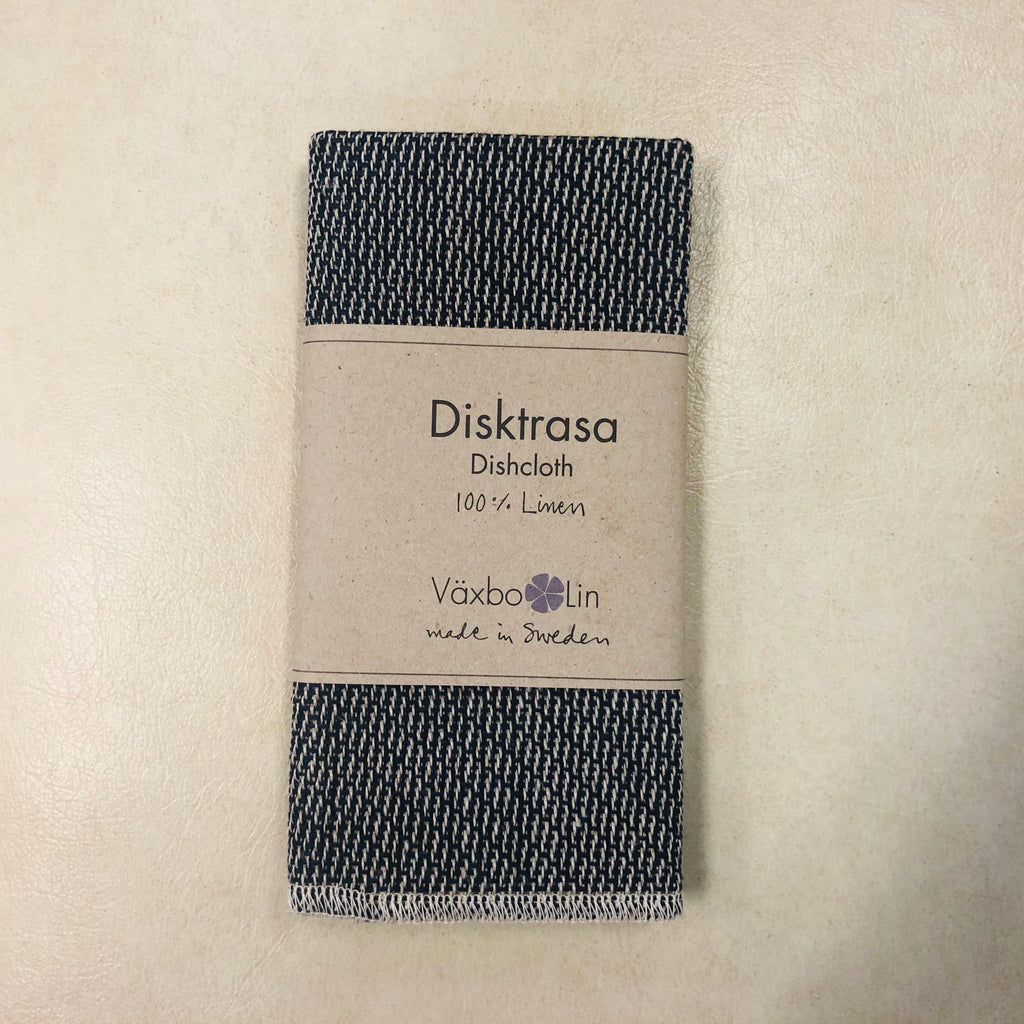 Disktrasa
Dishcloth
100% Linen
Växbo Lin
made in Sweden